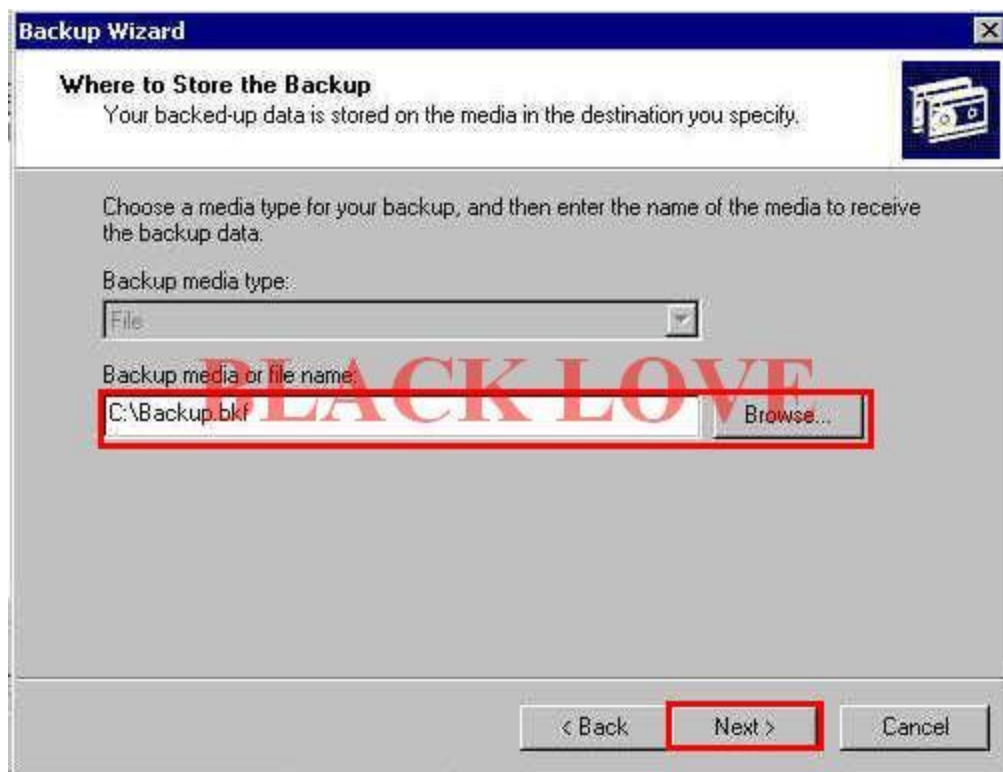 Backup Wizard
Where to Store the Backup
Your backed-up data is stored on the media in the destination you specify.
Choose a media type for your backup, and then enter the name of the media to receive
the backup data.
Backup media type:
File
BLACK LOVE
Backup media or file name:
C:\Backup.bkf
Browse...
< Back
Next >
Cancel